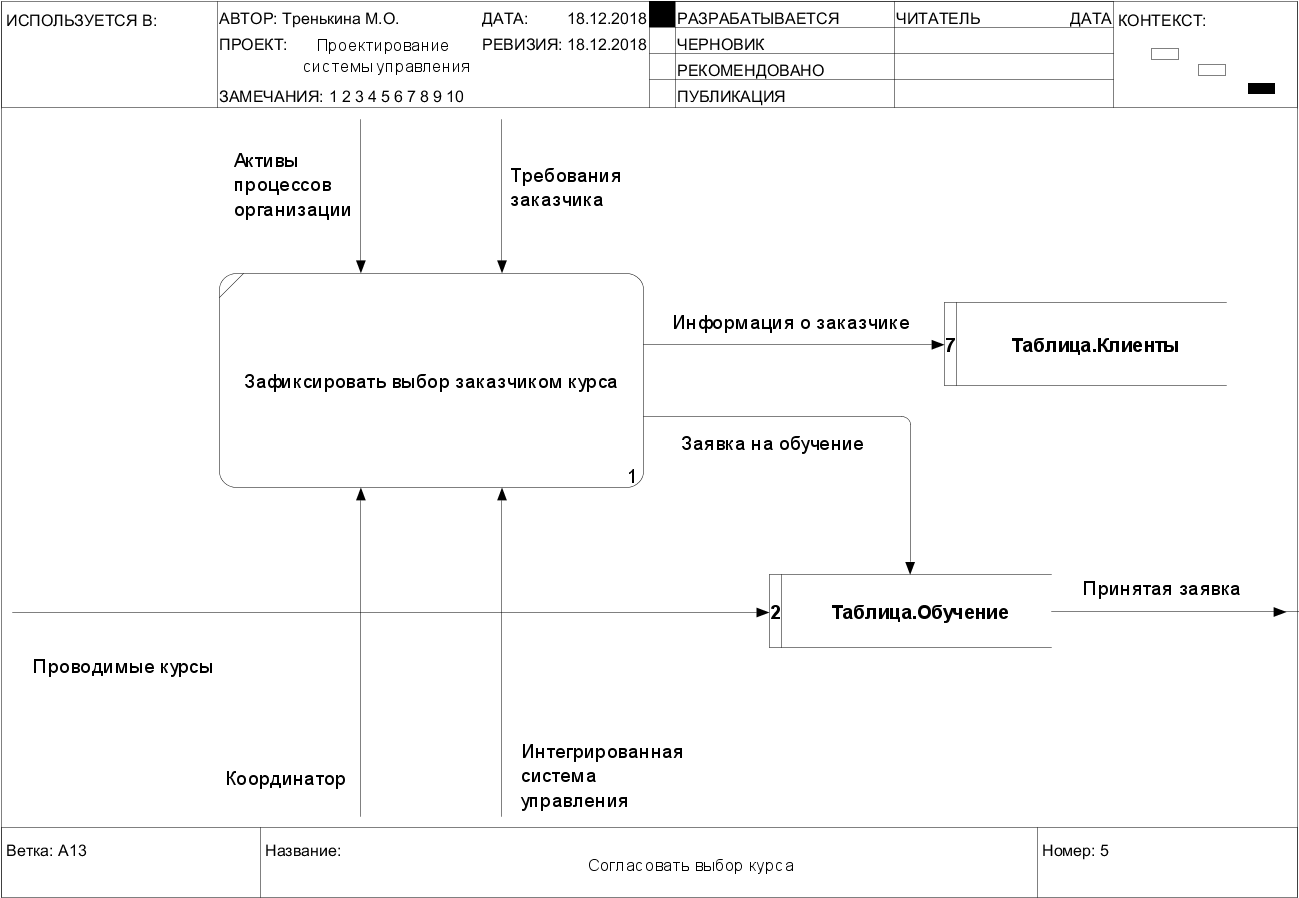 ИСПОЛЬЗУЕТСЯ В:
АВТОР: Тренькина М.О.
ДАТА: 18.12.2018
ПРОЕКТ: Проектирование
системы управления
РЕВИЗИЯ: 18.12.2018
ЗАМЕЧАНИЯ: 1 2 3 4 5 6 7 8 9 10
РАЗРАБАТЫВАЕТСЯ
ЧЕРНОВИК
РЕКОМЕНДОВАНО
ПУБЛИКАЦИЯ
ЧИТАТЕЛЬ
ДАТА
КОНТЕКСТ:
Активы
процессов
организации
Требования
заказчика
Зафиксировать выбор заказчиком курса
1
Информация о заказчике
7
Таблица.Клиенты
Заявка на обучение
2
Таблица.Обучение
Принятая заявка
Проводимые курсы
Координатор
Интегрированная
система
управления
Ветка: A13
Название:
Согласовать выбор курса
Номер: 5